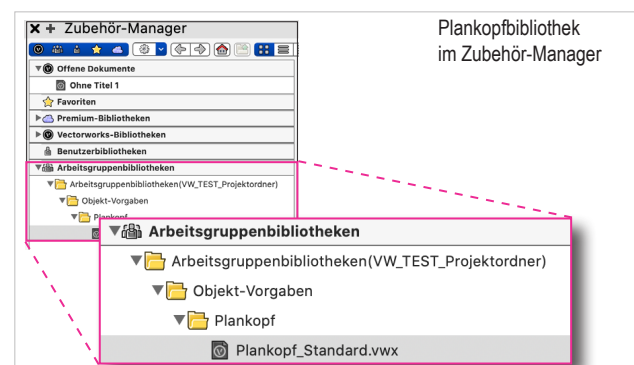 Zubehör-Manager
Plankopfbibliothek
im Zubehör-Manager
Offene Dokumente
Ohne Titel 1
Favoriten
Premium-Bibliotheken
Vectorworks-Bibliotheken
Benutzerbibliotheken
Arbeitsgruppenbibliotheken
Arbeitsgruppenbibliotheken(VW_TEST_Projektordner)
Objekt-Vorgaben
Plankopf
Arbeitsgruppenbibliotheken
Arbeitsgruppenbibliotheken(VW_TEST_Projektordner)
Objekt-Vorgaben
Plankopf
Plankopf_Standard.vwx